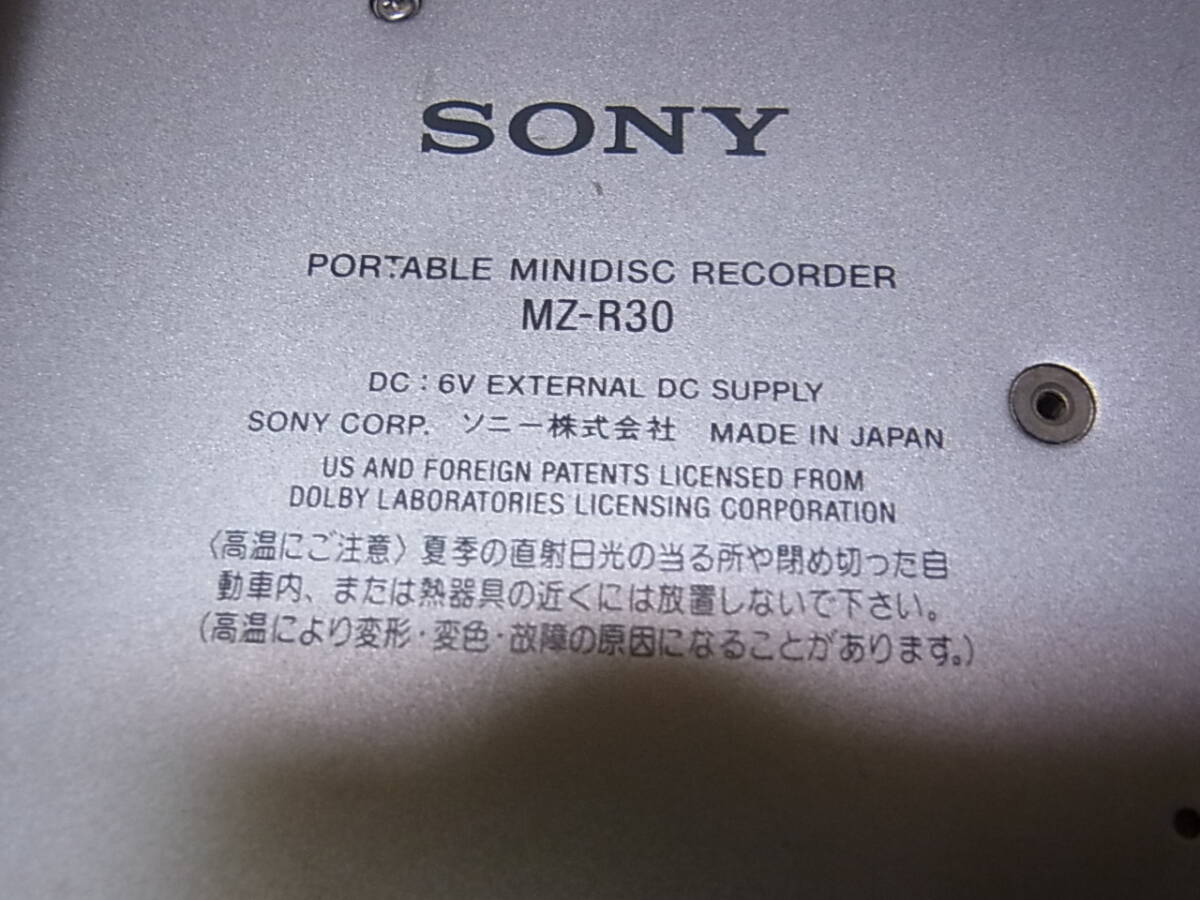 SONY
PORTABLE MINIDISC RECORDER
MZ-R30
DC : 6V EXTERNAL DC SUPPLY
SONY CORP. ソニー株式会社 MADE IN JAPAN
US AND FOREIGN PATENTS LICENSED FROM
DOLBY LABORATORIES LICENSING CORPORATION
〈高温にご注意〉夏季の直射日光の当る所や閉め切った自
動車内、または熱器具の近くには放置しないで下さい。
(高温により変形・変色・故障の原因になることがあります。)